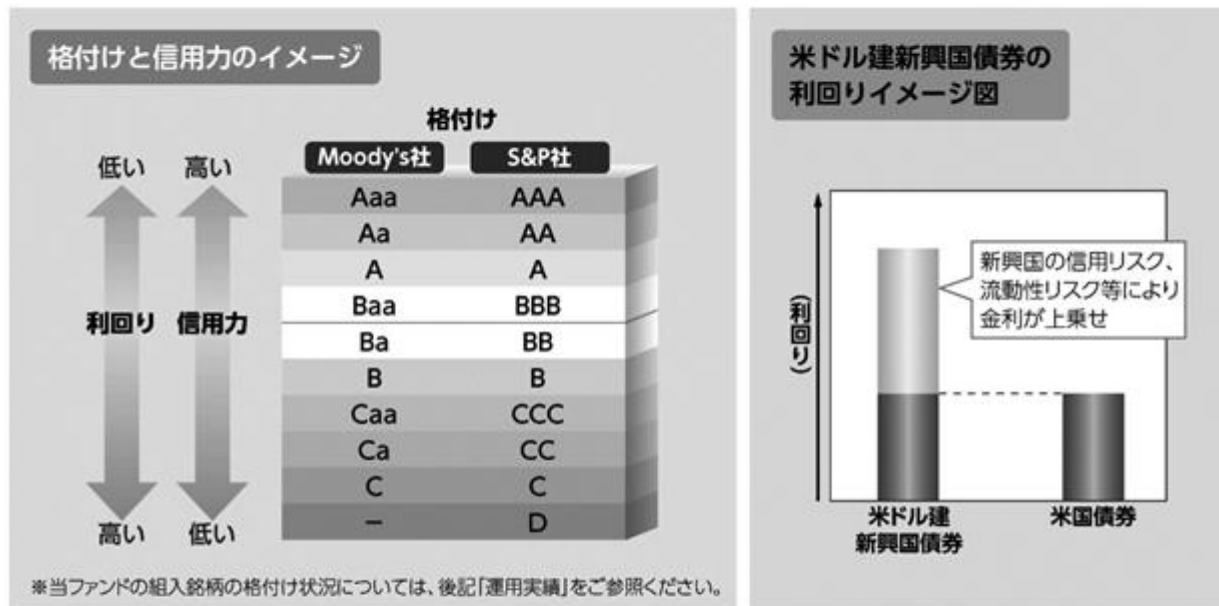 格付けと信用力のイメージ
格付け
Moody's社 S&P社
低い 高い
Aaa AAA
Aa AA
A A
Baa BBB
利回り 信用力
Ba BB
B B
Caa CCC
Ca CC
C C
− D
高い 低い
※当ファンドの組入銘柄の格付け状況については、後記「運用実績」をご参照ください。
米ドル建新興国債券の
利回りイメージ図
(利回り)
新興国の信用リスク、
流動性リスク等により
金利が上乗せ
米ドル建
新興国債券
米国債券